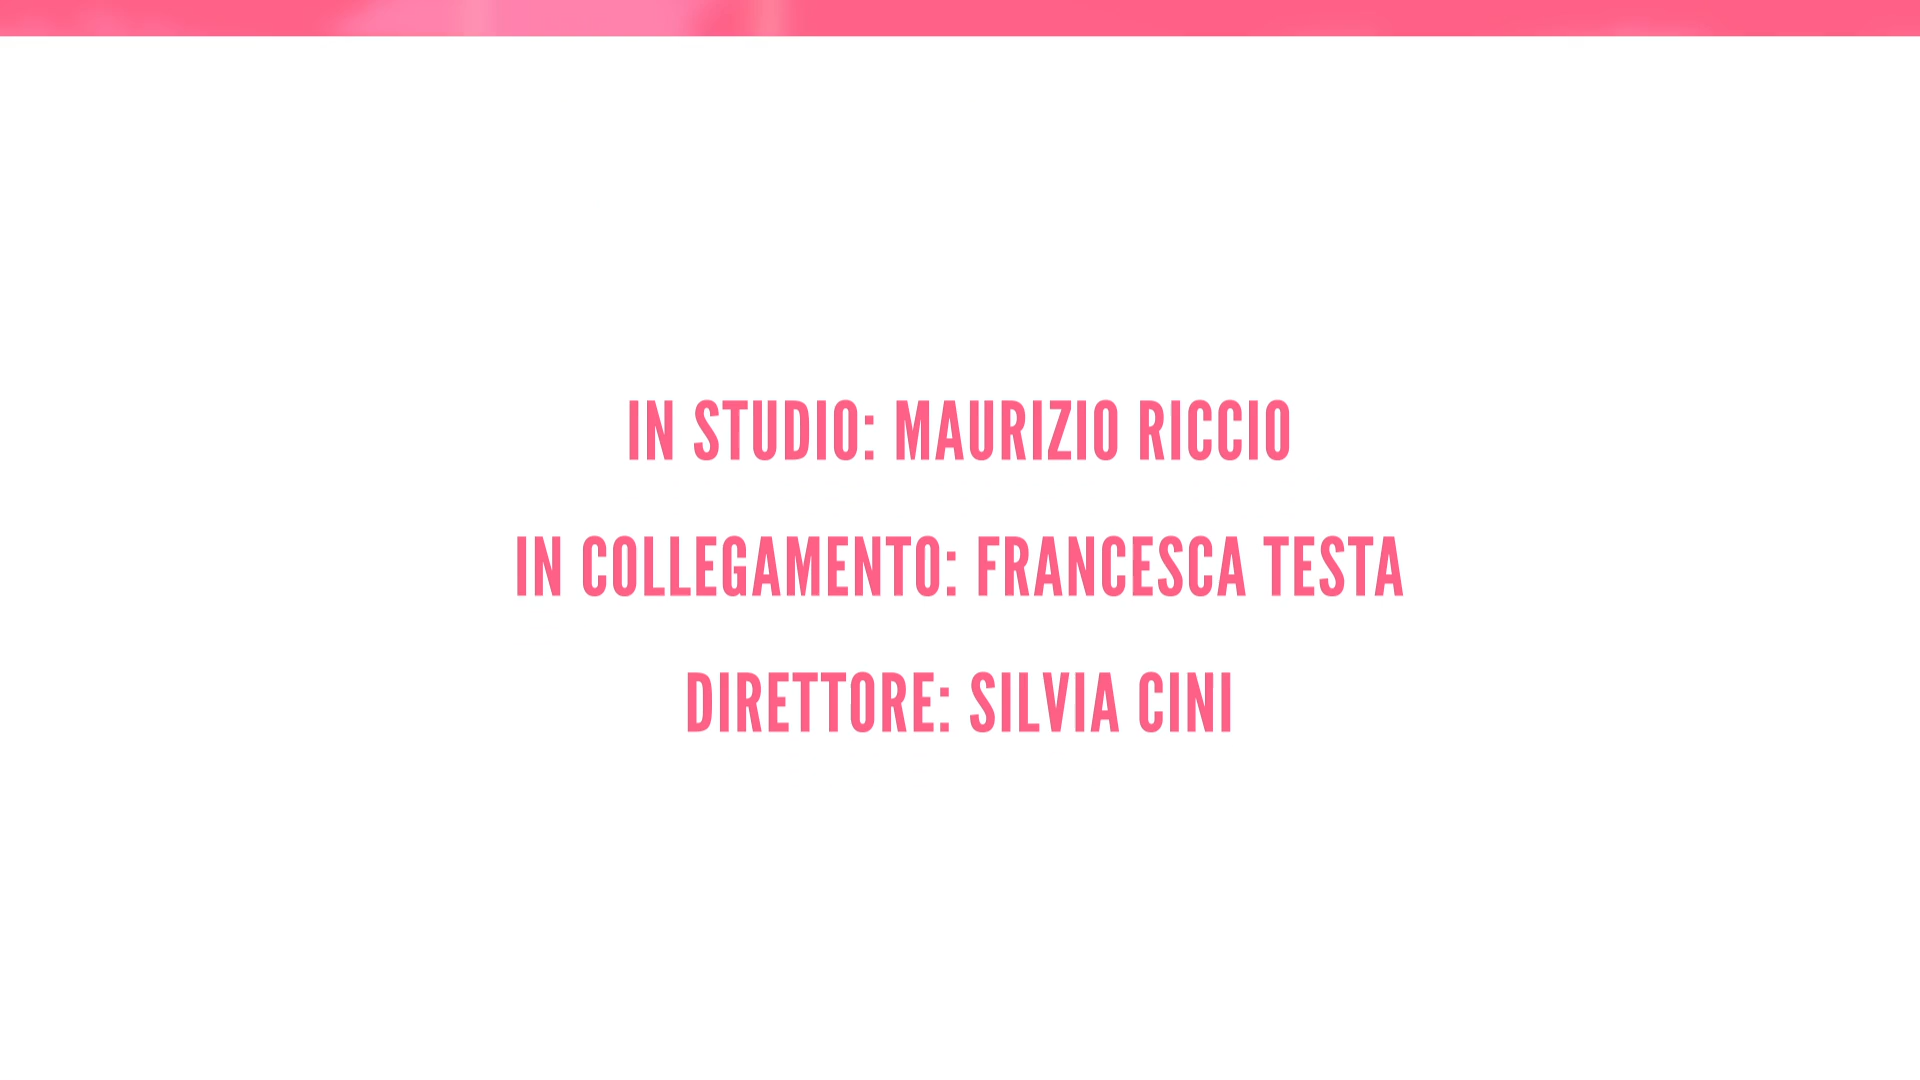 IN STUDIO: MAURIZIO RICCIO
IN COLLEGAMENTO: FRANCESCA TESTA
DIRETTORE: SILVIA CINI